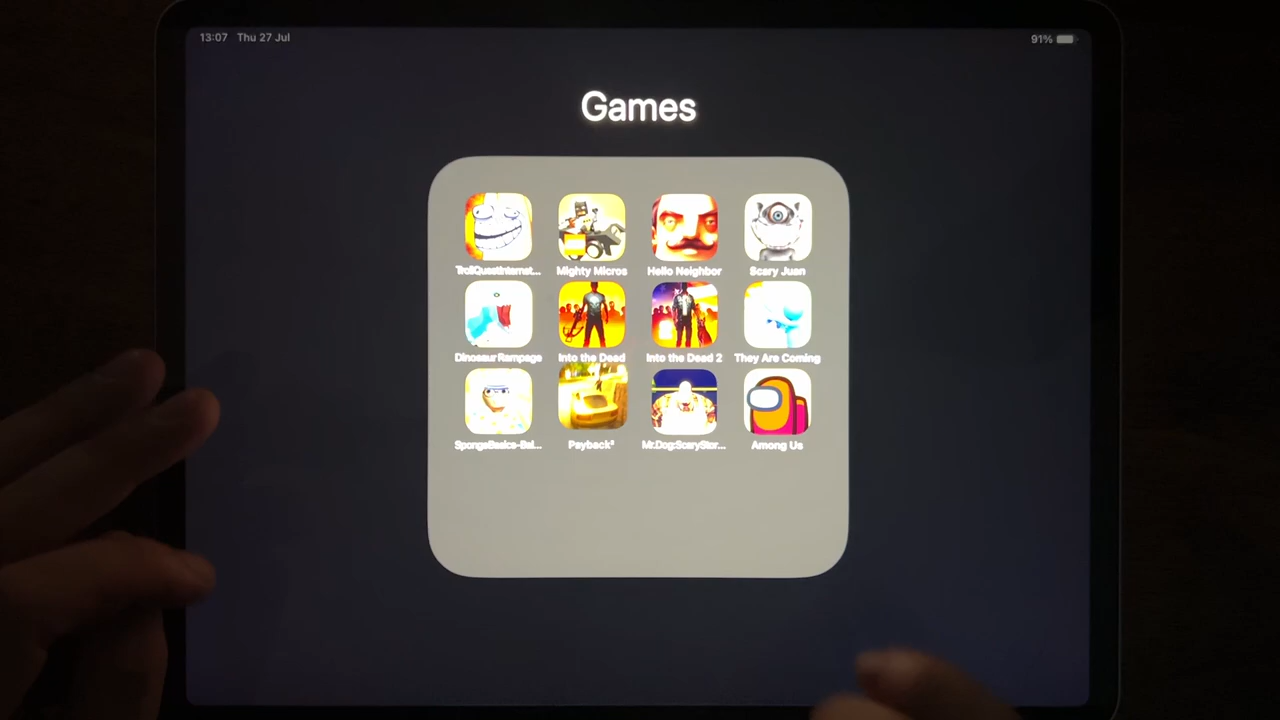 13:07 Thu 27 Jul
91%
Games
TrollQuestInternet...
Mighty Micros
Hello Neighbor
Scary Juan
Dinosaur Rampage
Into the Dead
Into the Dead 2
They Are Coming
SpongeBasics-Bal...
Payback²
Mr.Dog:ScaryStor...
Among Us